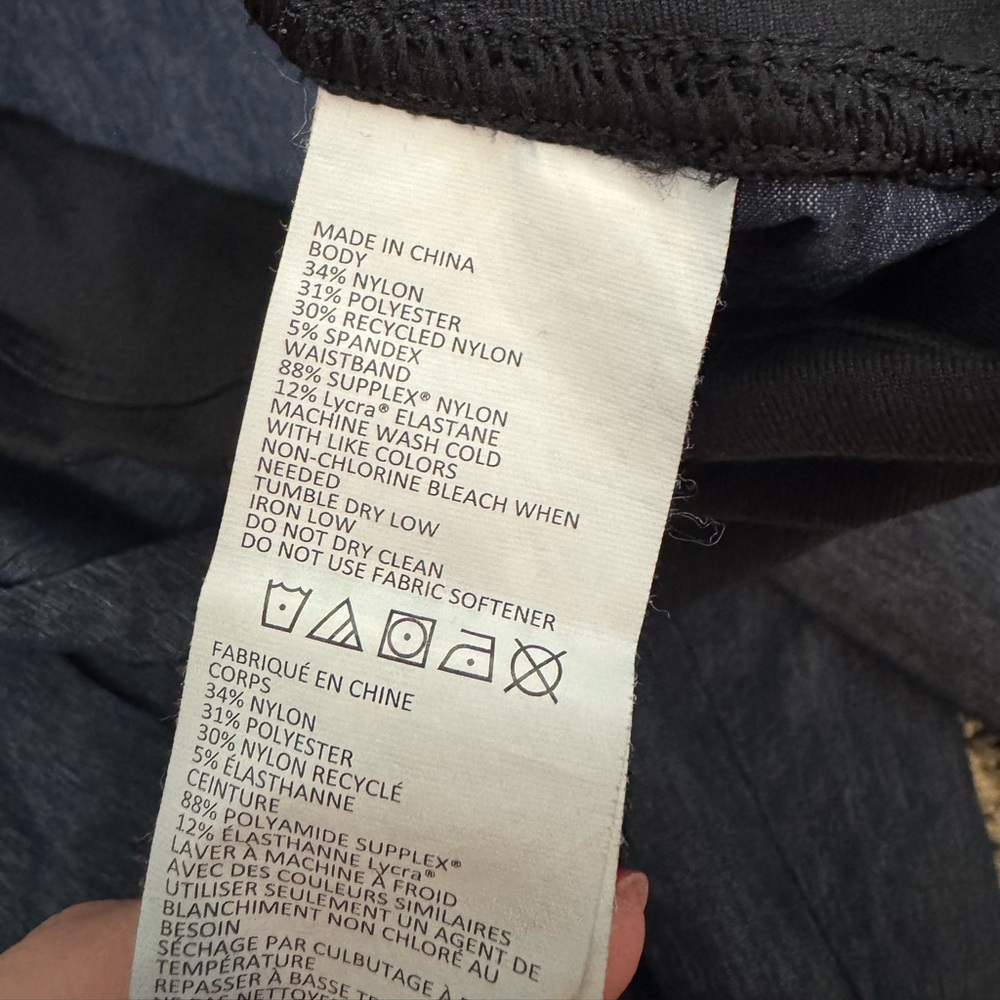 MADE IN CHINA
BODY
34% NYLON
31% POLYESTER
30% RECYCLED NYLON
5% SPANDEX
WAISTBAND
88% SUPPLEX® NYLON
12% Lycra® ELASTANE
MACHINE WASH COLD
WITH LIKE COLORS
NON-CHLORINE BLEACH WHEN
NEEDED
TUMBLE DRY LOW
IRON LOW
DO NOT DRY CLEAN
DO NOT USE FABRIC SOFTENER
FABRIQUÉ EN CHINE
CORPS
34% NYLON
31% POLYESTER
30% NYLON RECYCLÉ
5% ÉLASTHANNE
CEINTURE
88% POLYAMIDE SUPPLEX®
12% ÉLASTHANNE Lycra®
LAVER À MACHINE À FROID
AVEC DES COULEURS SIMILAIRES
UTILISER SEULEMENT UN AGENT DE
BLANCHIMENT NON CHLORÉ AU
BESOIN
SÉCHAGE PAR CULBUTAGE À
TEMPÉRATURE
REPASSER À BASSE